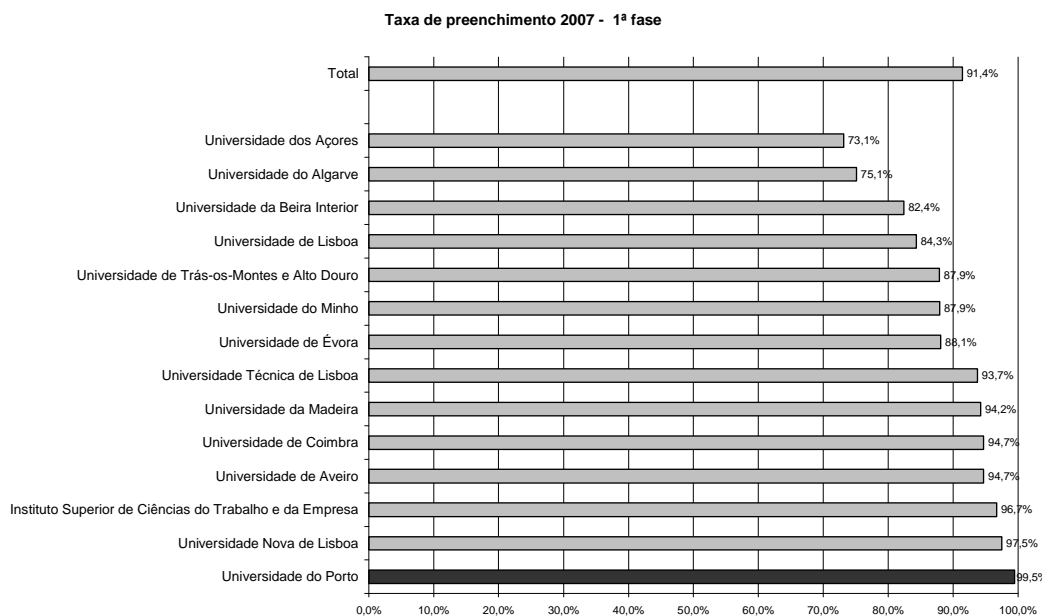 Taxa de preenchimento 2007 - 1ª fase
Total 91,4%
Universidade dos Açores 73,1%
Universidade do Algarve 75,1%
Universidade da Beira Interior 82,4%
Universidade de Lisboa 84,3%
Universidade de Trás-os-Montes e Alto Douro 87,9%
Universidade do Minho 87,9%
Universidade de Évora 88,1%
Universidade Técnica de Lisboa 93,7%
Universidade da Madeira 94,2%
Universidade de Coimbra 94,7%
Universidade de Aveiro 94,7%
Instituto Superior de Ciências do Trabalho e da Empresa 96,7%
Universidade Nova de Lisboa 97,5%
Universidade do Porto 99,5%
0,0% 10,0% 20,0% 30,0% 40,0% 50,0% 60,0% 70,0% 80,0% 90,0% 100,0%